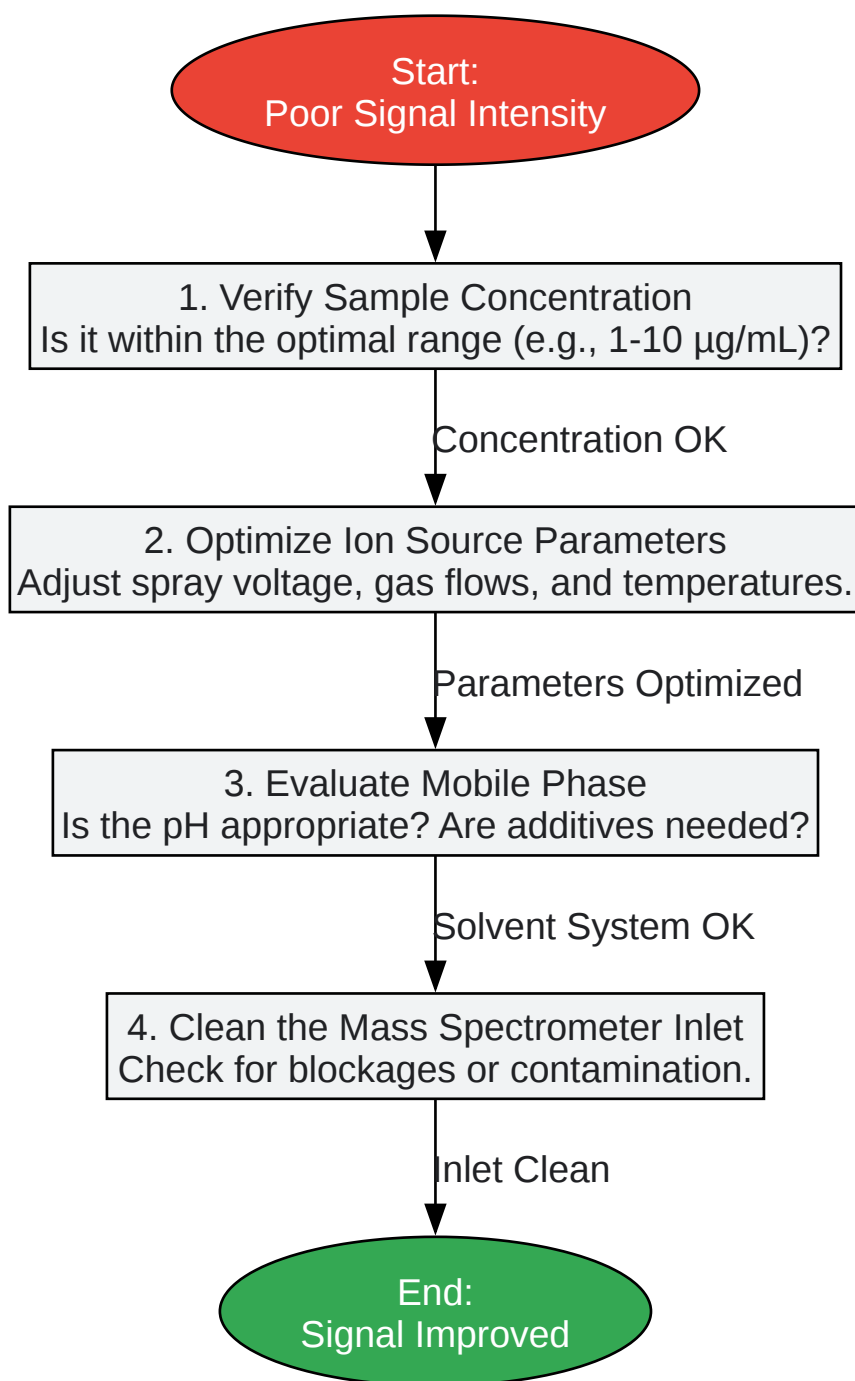 Start:
Poor Signal Intensity
1. Verify Sample Concentration
Is it within the optimal range (e.g., 1-10 µg/mL)?
Concentration OK
2. Optimize Ion Source Parameters
Adjust spray voltage, gas flows, and temperatures.
Parameters Optimized
3. Evaluate Mobile Phase
Is the pH appropriate? Are additives needed?
Solvent System OK
4. Clean the Mass Spectrometer Inlet
Check for blockages or contamination.
Inlet Clean
End:
Signal Improved